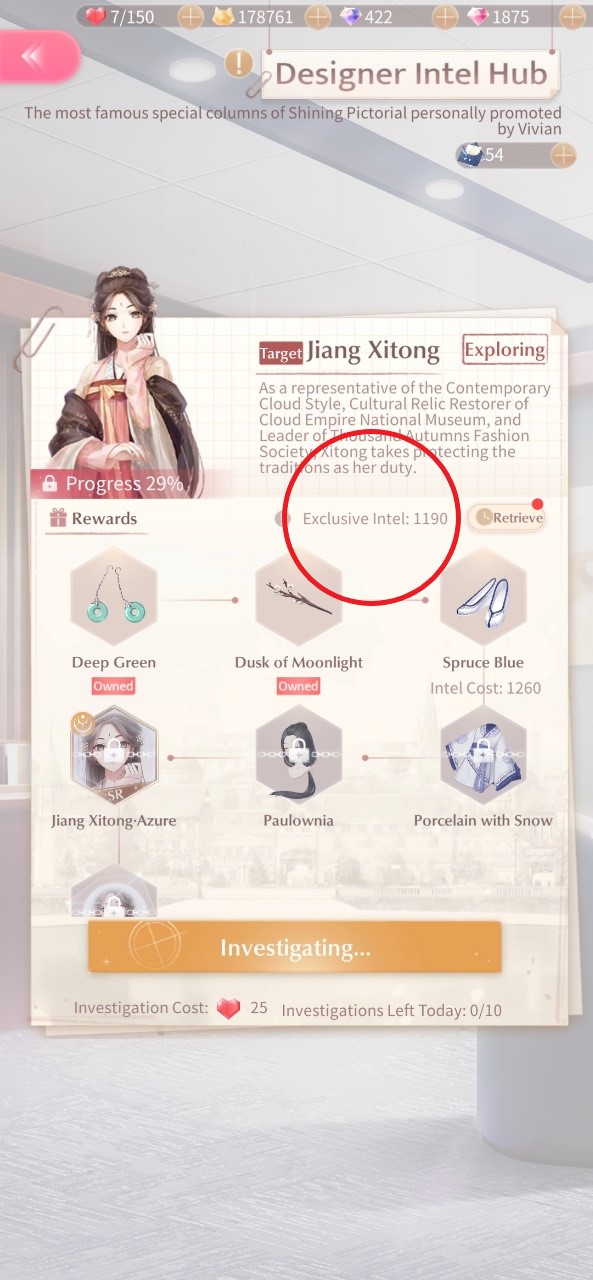 7/150
178761
422
1875
Designer Intel Hub
The most famous special columns of Shining Pictorial personally promoted
by Vivian
54
Target Jiang Xitong
Exploring
As a representative of the Contemporary
Cloud Style, Cultural Relic Restorer of
Cloud Empire National Museum, and
Leader of Thousand Autumns Fashion
Society, Xitong takes protecting the
traditions as her duty.
Progress 29%
Rewards
Exclusive Intel: 1190
Retrieve
Deep Green
Dusk of Moonlight
Spruce Blue
Owned
Owned
Intel Cost: 1260
SR
Jiang Xitong·Azure
Paulownia
Porcelain with Snow
Investigating...
Investigation Cost: 25
Investigations Left Today: 0/10